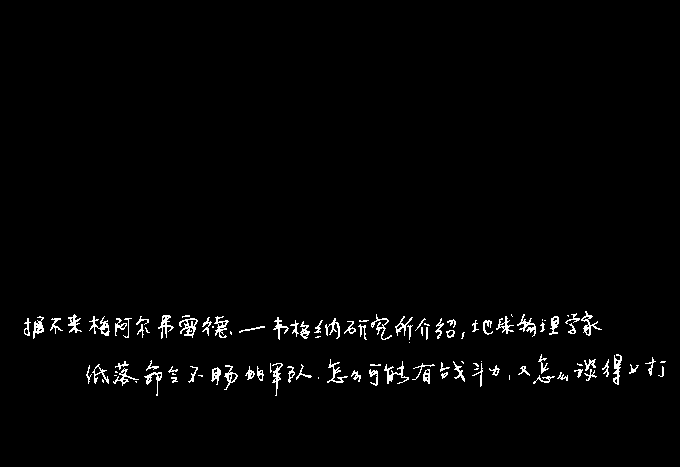 据不来梅阿尔弗雷德—韦格纳研究所介绍,地球物理学家
低落、命令不畅的军队,怎么可能有战斗力,又怎么谈得上打